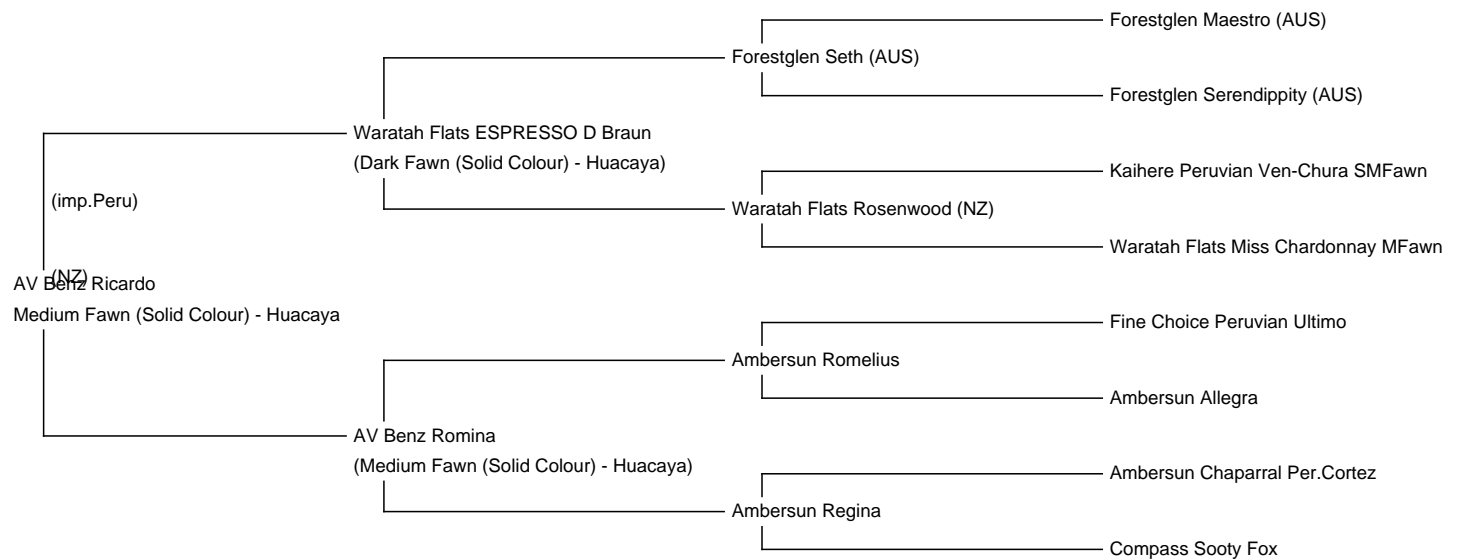 Forestglen Maestro (AUS)
Forestglen Seth (AUS)
Forestglen Serendippity (AUS)
Waratah Flats ESPRESSO D Braun
(Dark Fawn (Solid Colour) - Huacaya)
Kaihere Peruvian Ven-Chura SMFawn
(imp.Peru)
Waratah Flats Rosenwood (NZ)
Waratah Flats Miss Chardonnay MFawn
(NZ)
AV Benz Ricardo
Medium Fawn (Solid Colour) - Huacaya
Fine Choice Peruvian Ultimo
Ambersun Romelius
Ambersun Allegra
AV Benz Romina
(Medium Fawn (Solid Colour) - Huacaya)
Ambersun Chaparral Per.Cortez
Ambersun Regina
Compass Sooty Fox